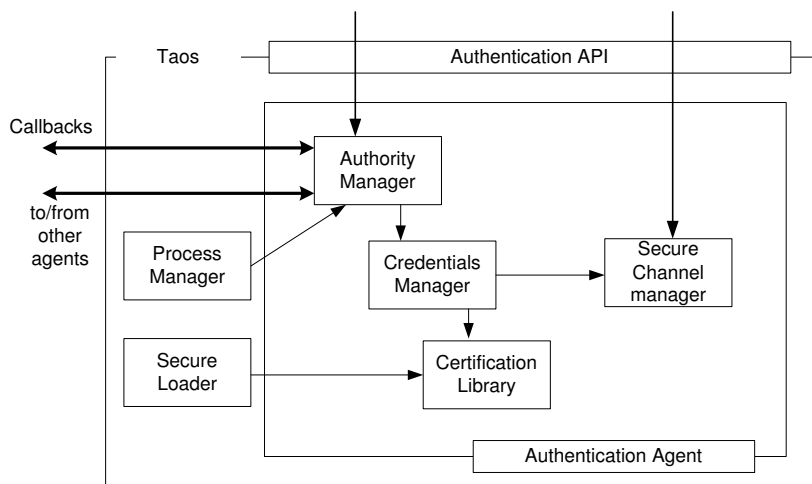 Taos
Authentication API
Callbacks
Authority
Manager
to/from
other
agents
Process
Manager
Credentials
Manager
Secure
Channel
manager
Secure
Loader
Certification
Library
Authentication Agent